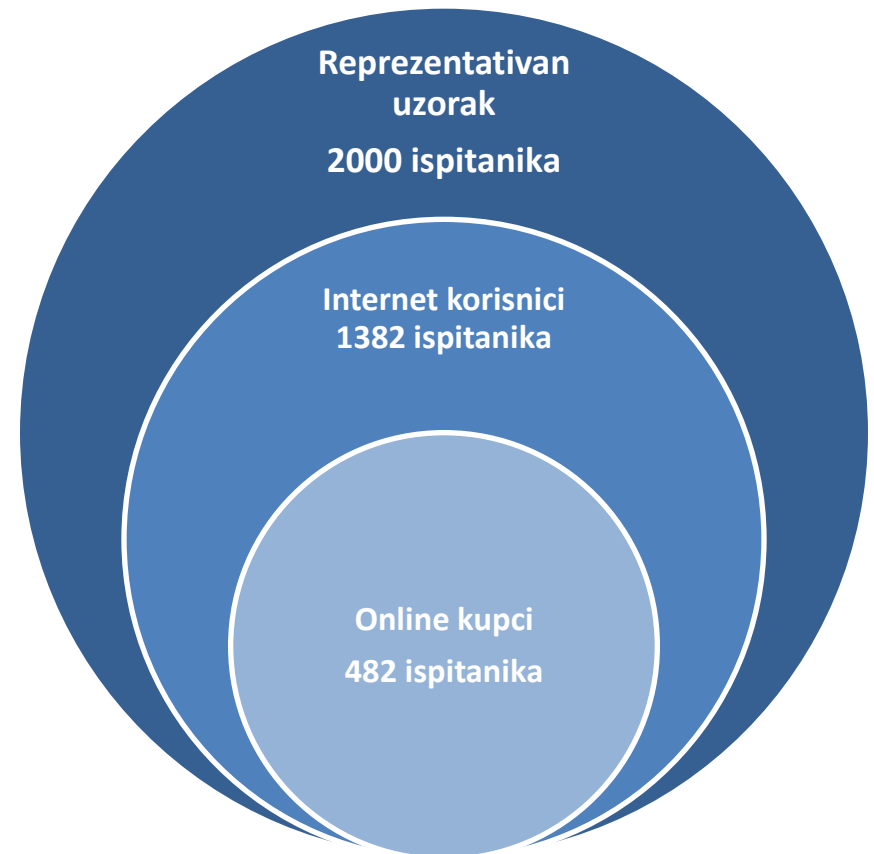 Reprezentativan
uzorak
2000 ispitanika
Internet korisnici
1382 ispitanika
Online kupci
482 ispitanika